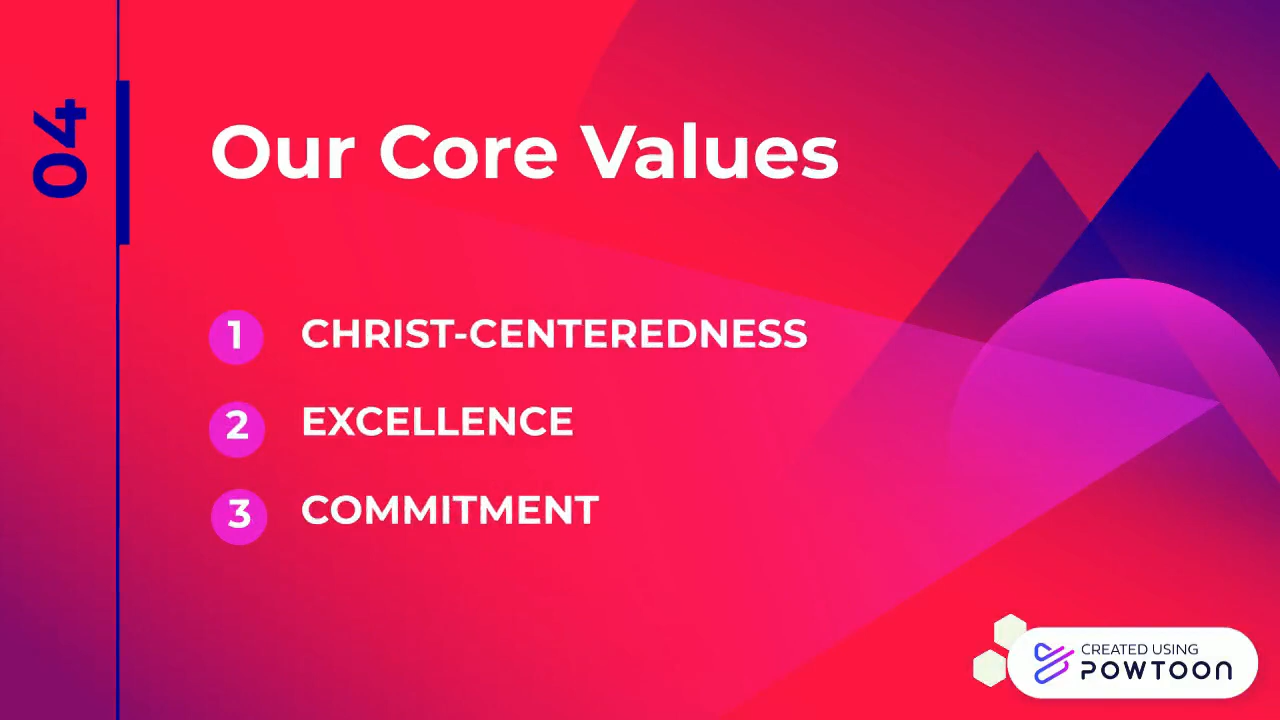 04
Our Core Values
1 CHRIST-CENTEREDNESS
2 EXCELLENCE
3 COMMITMENT
CREATED USING
POWTOON